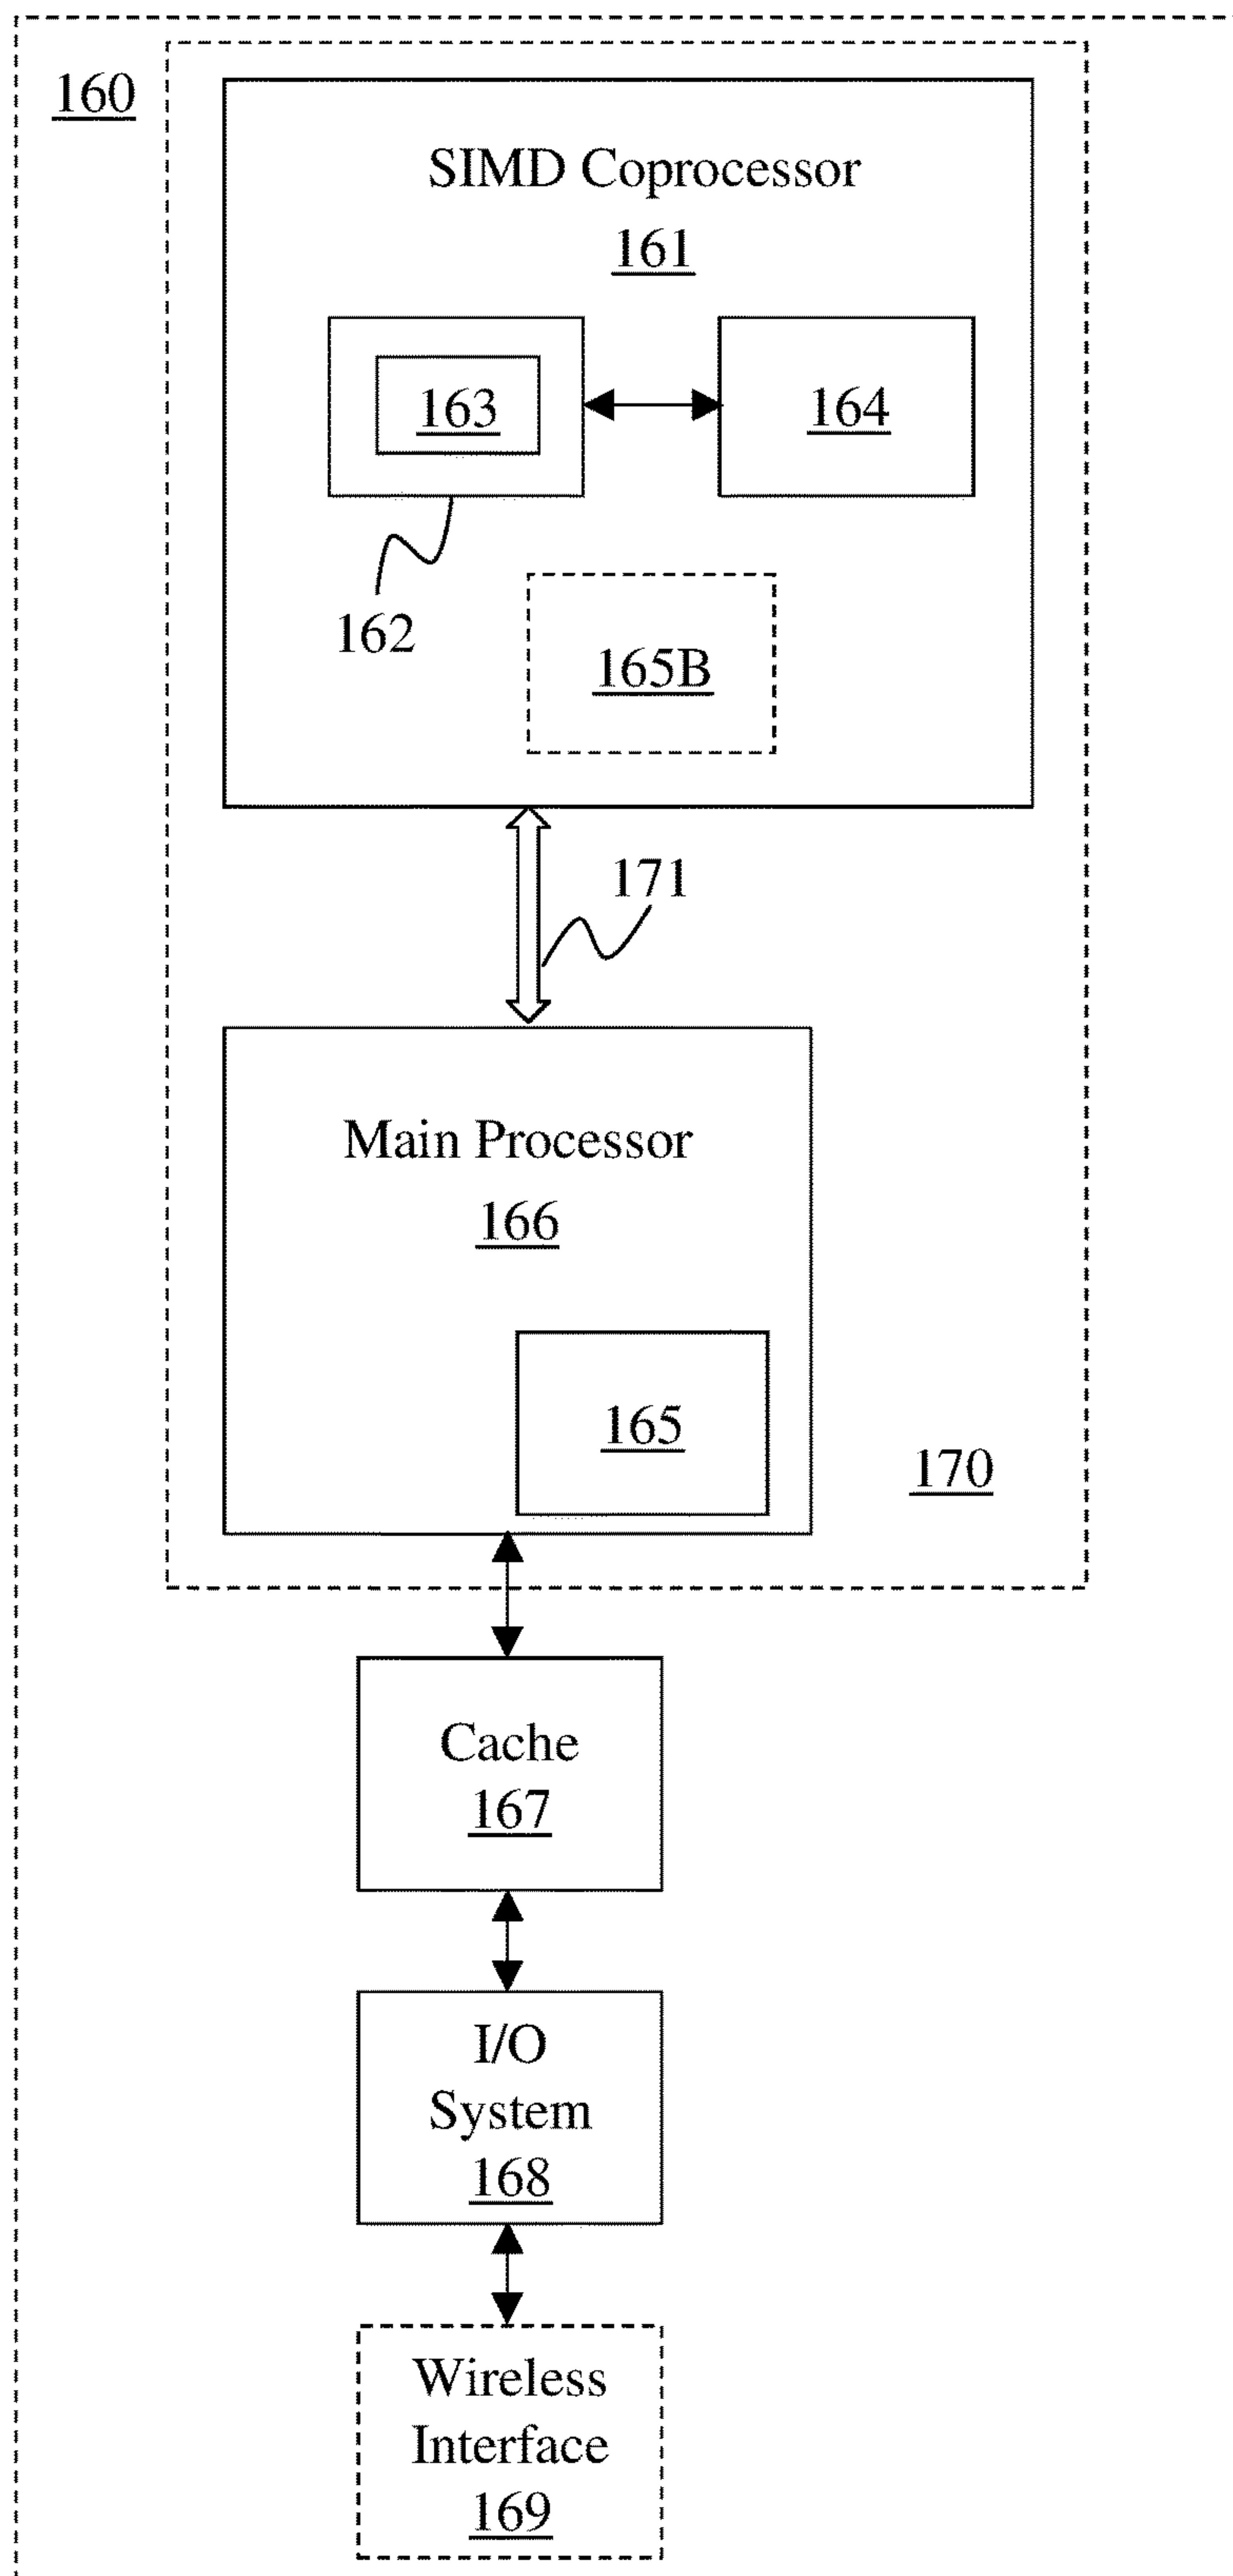 160
SIMD Coprocessor
161
163
164
162
165B
171
Main Processor
166
165
170
Cache
167
I/O
System
168
Wireless
Interface
169